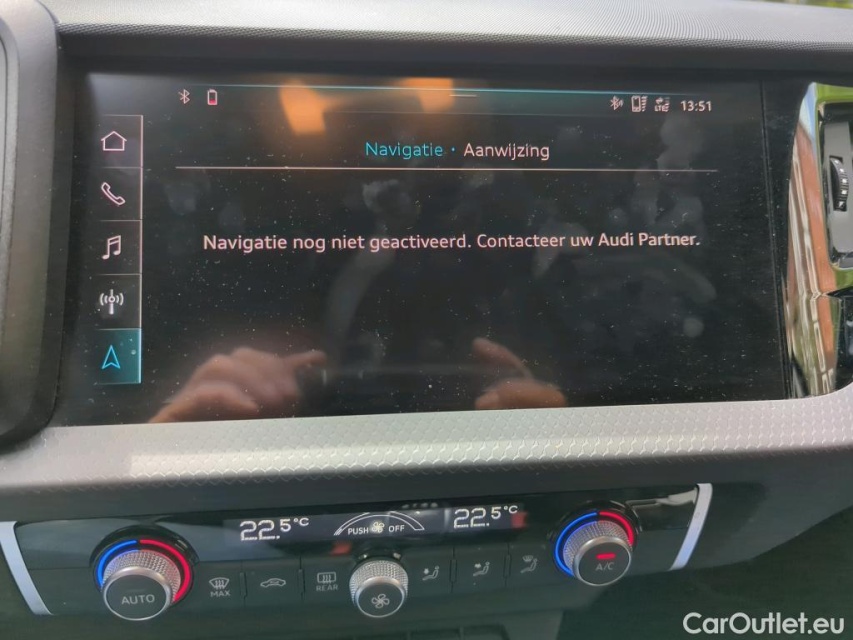 LTE 13:51
Navigatie · Aanwijzing
Navigatie nog niet geactiveerd. Contacteer uw Audi Partner.
22.5°C PUSH OFF 22.5°C
AUTO MAX REAR A/C
CarOutlet.eu